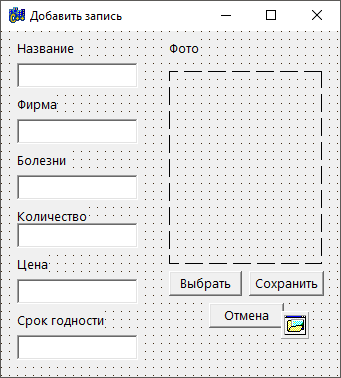 Добавить запись
Название
Фото
Фирма
Болезни
Количество
Цена
Выбрать
Сохранить
Срок годности
Отмена